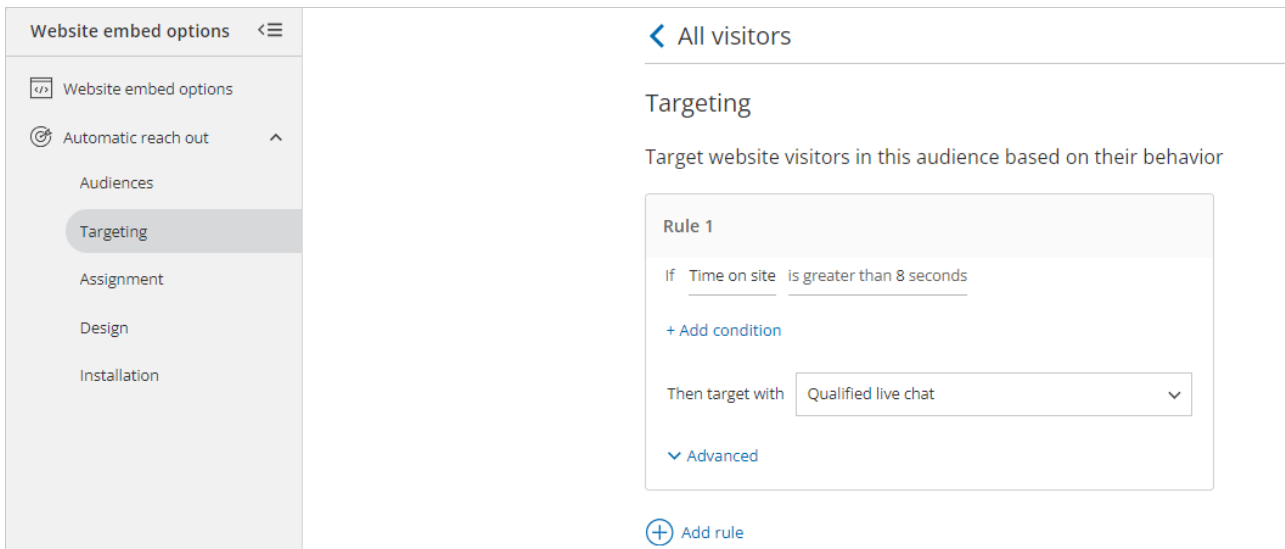 Website embed options
Website embed options
Automatic reach out
Audiences
Targeting
Assignment
Design
Installation
All visitors
Targeting
Target website visitors in this audience based on their behavior
Rule 1
If Time on site is greater than 8 seconds
+ Add condition
Then target with Qualified live chat
Advanced
Add rule